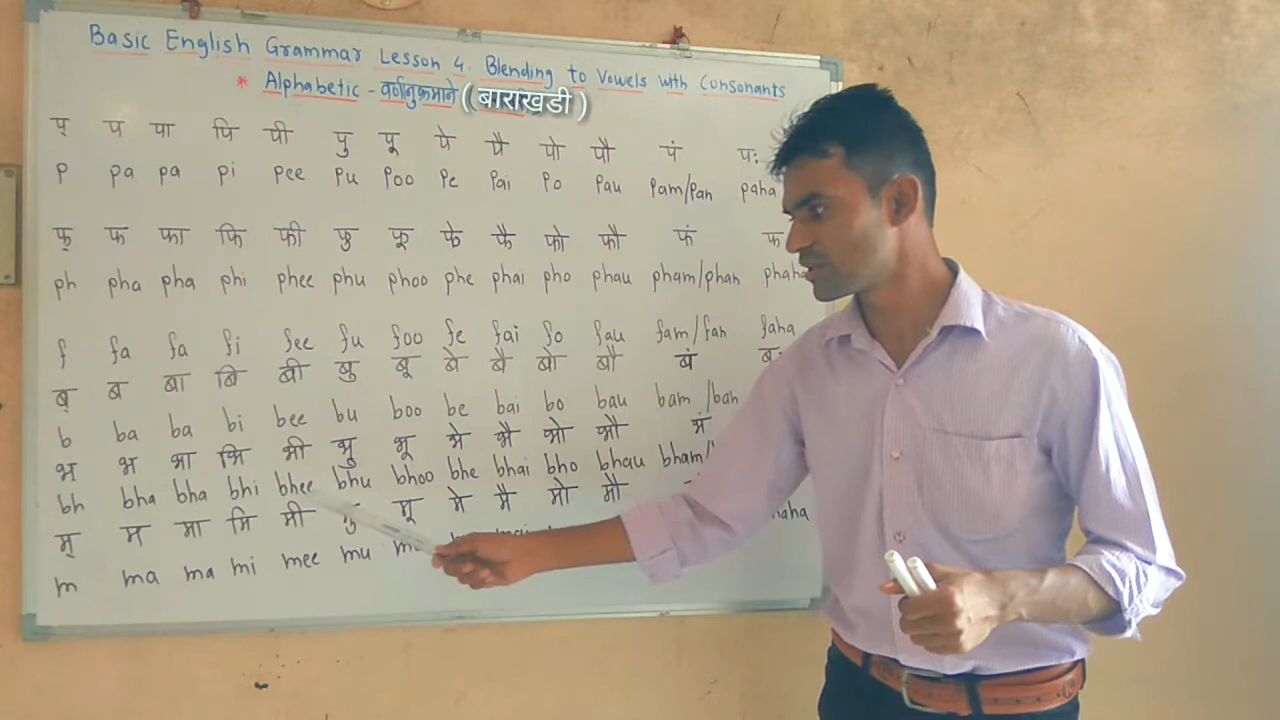 Basic English Grammar Lesson 4. Blending to Vowels with Consonants
* Alphabetic - वर्णानुक्रमाने (बाराखडी)
प् प पा पि पी पु पू पे पै पो पौ पं पः
p pa pa pi pee pu poo pe pai po pau pam/pan paha
फ् फ फा फि फी फु फू फे फै फो फौ फं फ
ph pha pha phi phee phu phoo phe phai pho phau pham/phan phaha
f fa fa fi fee fu foo fe fai fo fau fam/fan faha
ब् ब बा बि बी बु बू बे बै बो बौ बं ब:
b ba ba bi bee bu boo be bai bo bau bam/ban
भ् भ भा भि भी भु भू भे भै भो भौ भं
bh bha bha bhi bhee bhu bhoo bhe bhai bho bhau bham/
म् म मा मि मी मू मे मै मो मौ
m ma ma mi mee mu maha